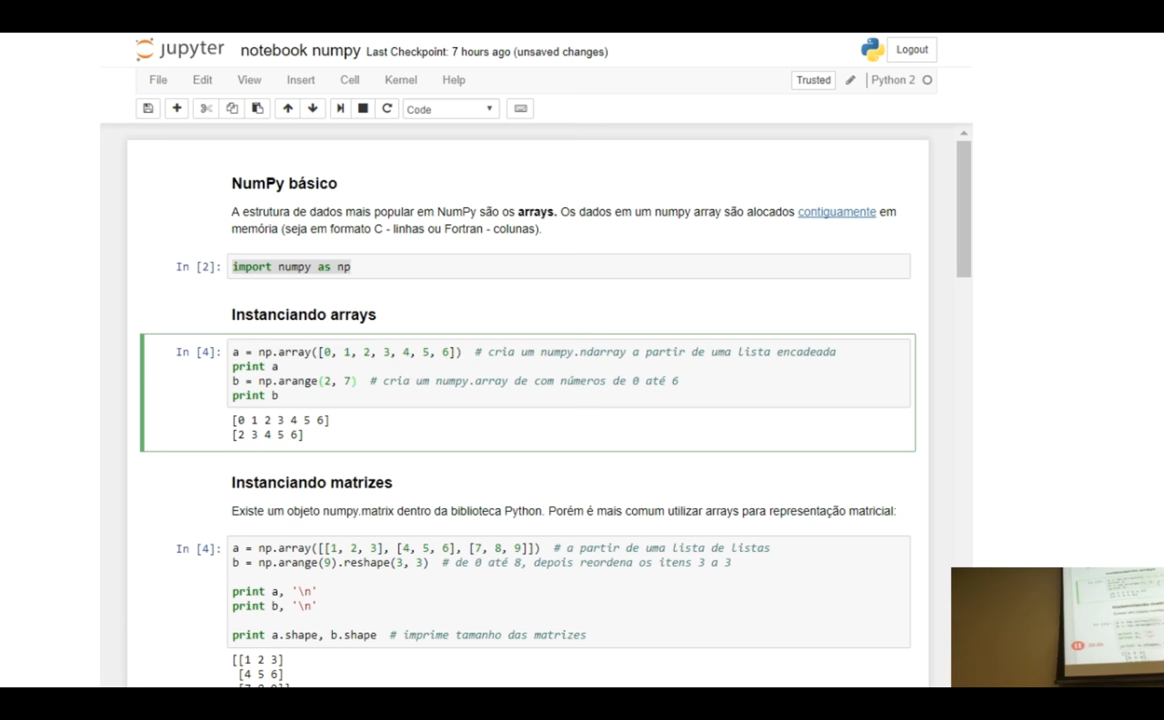 jupyter notebook numpy Last Checkpoint: 7 hours ago (unsaved changes) Logout
File Edit View Insert Cell Kernel Help Trusted Python 2
Code
NumPy básico
A estrutura de dados mais popular em NumPy são os arrays. Os dados em um numpy array são alocados contiguamente em
memória (seja em formato C - linhas ou Fortran - colunas).
In [2]: import numpy as np
Instanciando arrays
In [4]: a = np.array([0, 1, 2, 3, 4, 5, 6]) # cria um numpy.ndarray a partir de uma lista encadeada
print a
b = np.arange(2, 7) # cria um numpy.array de com números de 0 até 6
print b
[0 1 2 3 4 5 6]
[2 3 4 5 6]
Instanciando matrizes
Existe um objeto numpy.matrix dentro da biblioteca Python. Porém é mais comum utilizar arrays para representação matricial:
In [4]: a = np.array([[1, 2, 3], [4, 5, 6], [7, 8, 9]]) # a partir de uma lista de listas
b = np.arange(9).reshape(3, 3) # de 0 até 8, depois reordena os itens 3 a 3
print a, '\n'
print b, '\n'
print a.shape, b.shape # imprime tamanho das matrizes
[[1 2 3]
[4 5 6]